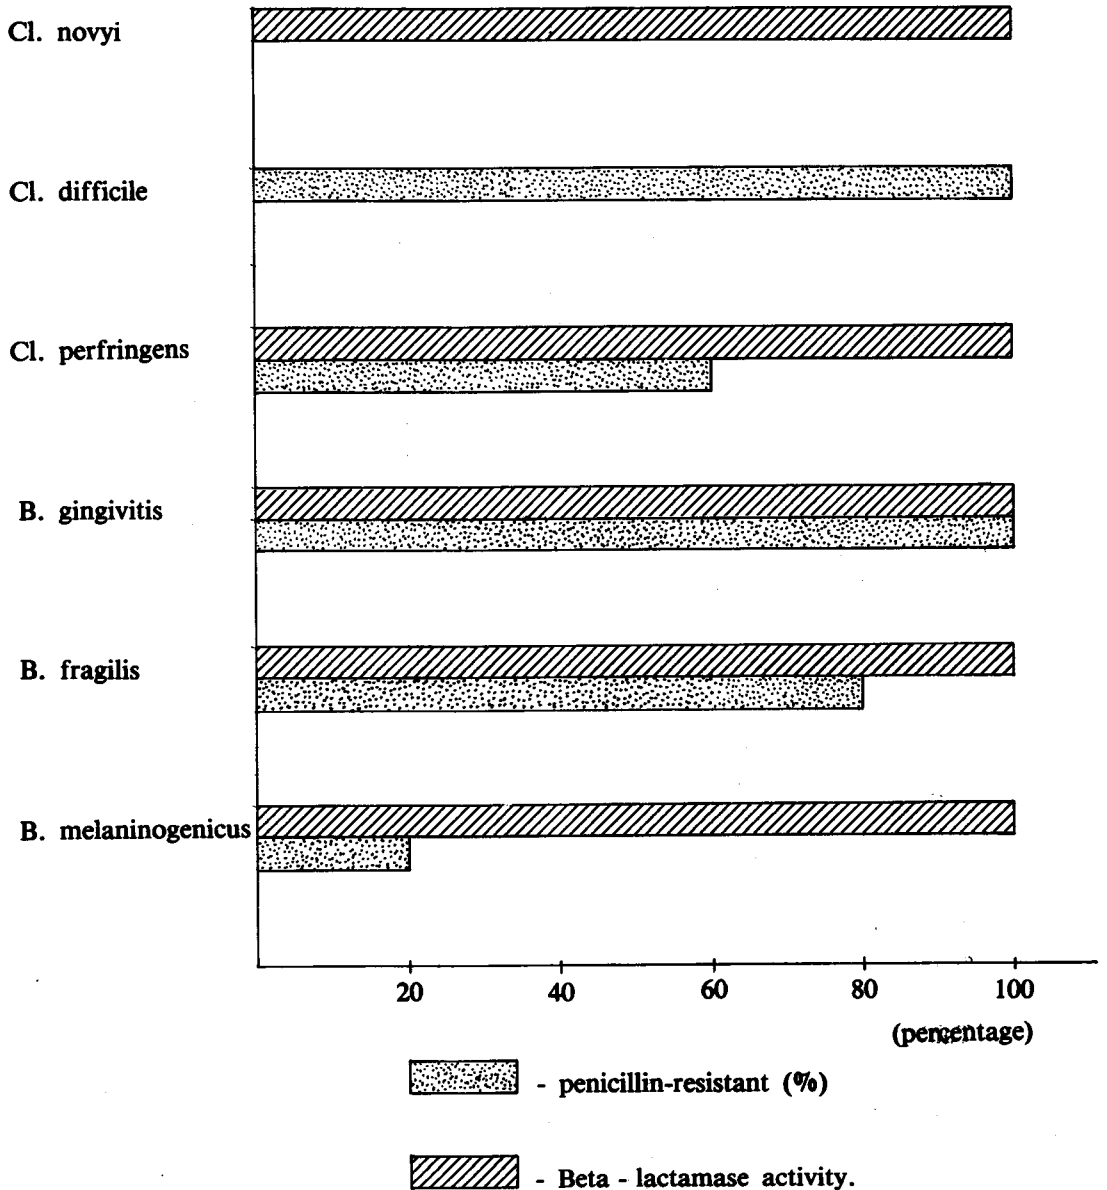 Cl. novyi
Cl. difficile
Cl. perfringens
B. gingivitis
B. fragilis
B. melaninogenicus
20 40 60 80 100
(percentage)
- penicillin-resistant (%)
- Beta - lactamase activity.